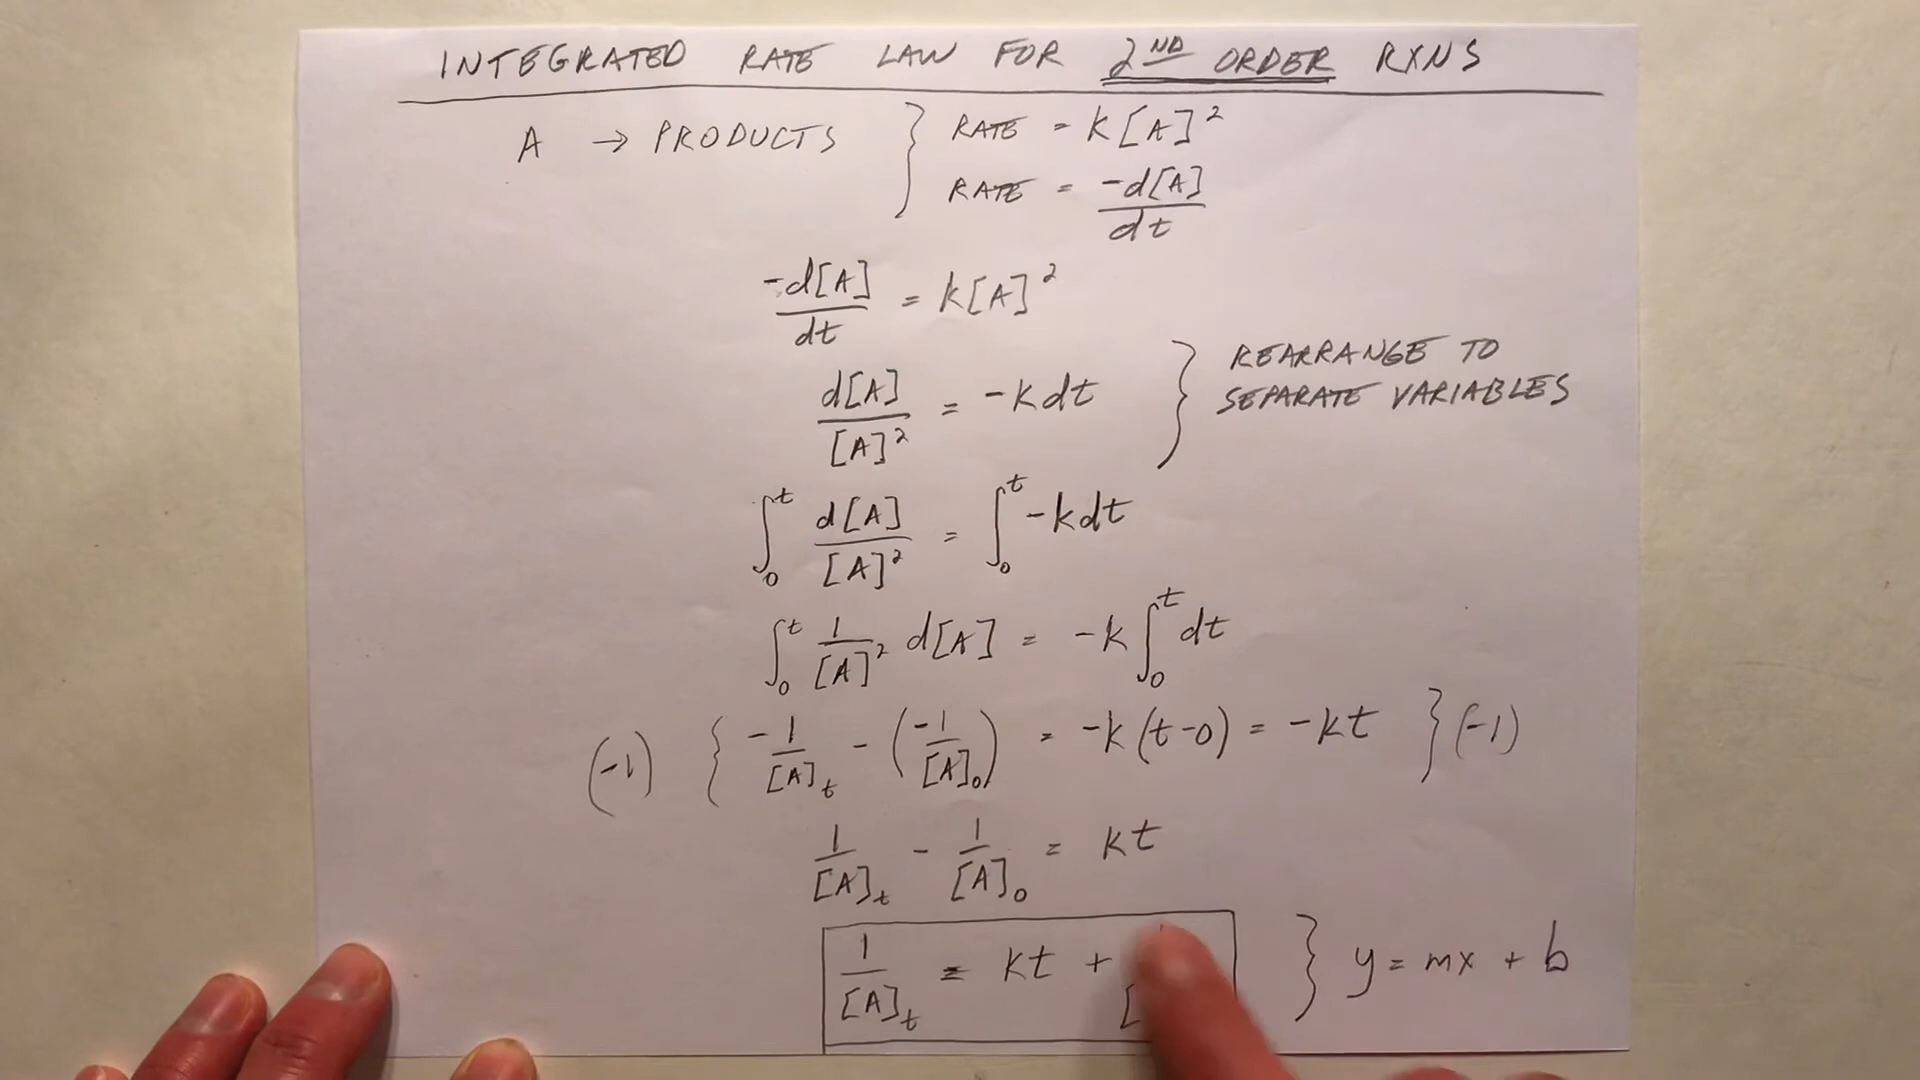 INTEGRATED RATE LAW FOR 2ND ORDER RXNS
A → PRODUCTS } RATE = k[A]²
RATE = -d[A]/dt
-d[A]/dt = k[A]²
d[A]/[A]² = -kdt } REARRANGE TO
SEPARATE VARIABLES
∫₀ᵗ d[A]/[A]² = ∫₀ᵗ -kdt
∫₀ᵗ 1/[A]² d[A] = -k ∫₀ᵗ dt
(-1) { -1/[A]ₜ - (-1/[A]₀) = -k(t-0) = -kt } (-1)
1/[A]ₜ - 1/[A]₀ = kt
1/[A]ₜ = kt + [ } y = mx + b